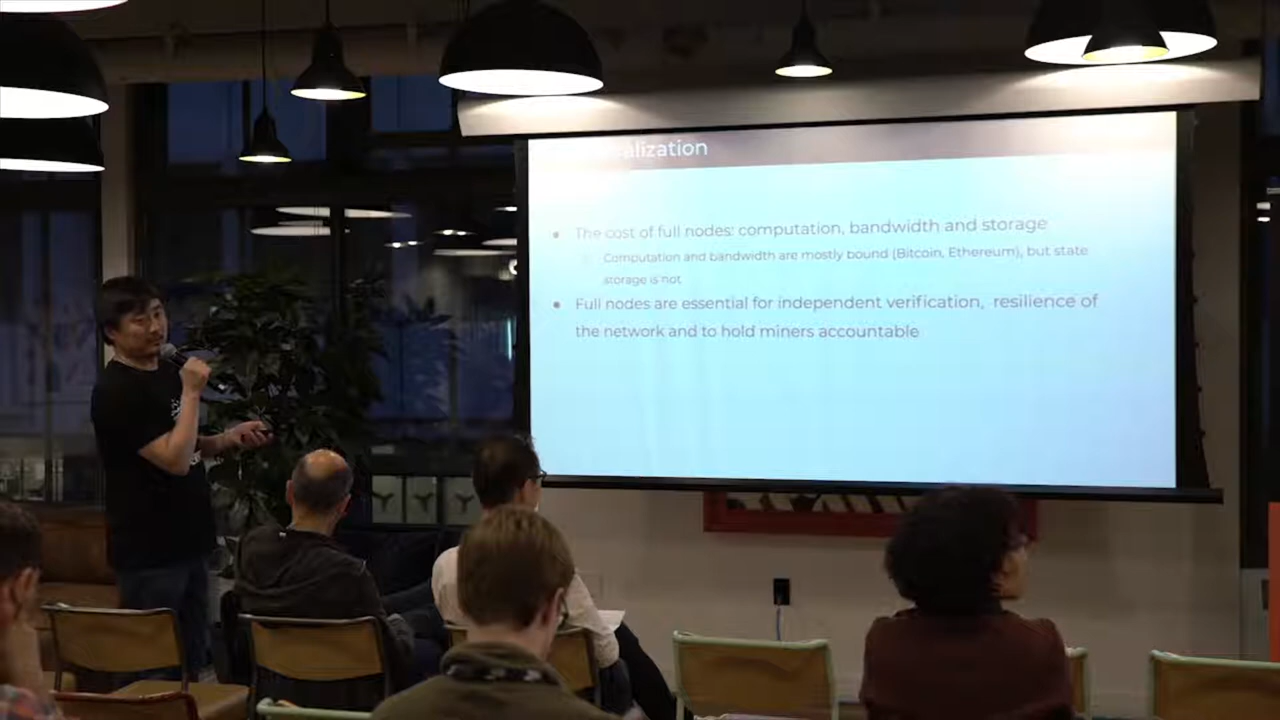 alization
The cost of full nodes: computation, bandwidth and storage
Computation and bandwidth are mostly bound (Bitcoin, Ethereum), but state
storage is not
Full nodes are essential for independent verification, resilience of
the network and to hold miners accountable